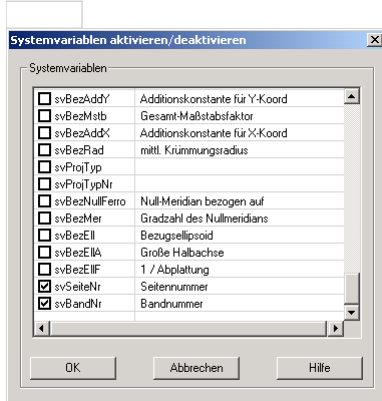 Systemvariablen aktivieren/deaktivieren
Systemvariablen
svBezAddY Additionskonstante für Y-Koord
svBezMstb Gesamt-Maßstabsfaktor
svBezAddX Additionskonstante für X-Koord
svBezRad mittl. Krümmungsradius
svProjTyp
svProjTypNr
svBezNullFerro Null-Meridian bezogen auf
svBezMer Gradzahl des Nullmeridians
svBezEll Bezugsellipsoid
svBezEllA Große Halbachse
svBezEllF 1 / Abplattung
svSeiteNr Seitennummer
svBandNr Bandnummer
OK Abbrechen Hilfe